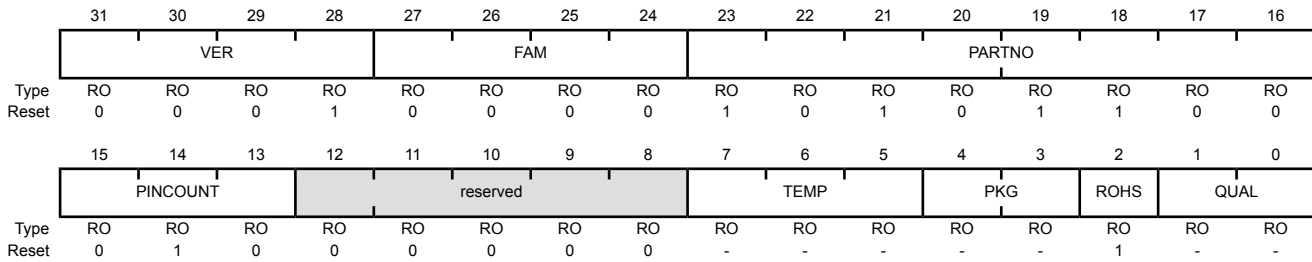 31 30 29 28 27 26 25 24 23 22 21 20 19 18 17 16
VER FAM PARTNO
Type RO RO RO RO RO RO RO RO RO RO RO RO RO RO RO RO
Reset 0 0 0 1 0 0 0 0 1 0 1 0 1 1 0 0
15 14 13 12 11 10 9 8 7 6 5 4 3 2 1 0
PINCOUNT reserved TEMP PKG ROHS QUAL
Type RO RO RO RO RO RO RO RO RO RO RO RO RO RO RO RO
Reset 0 1 0 0 0 0 0 0 - - - - - 1 - -